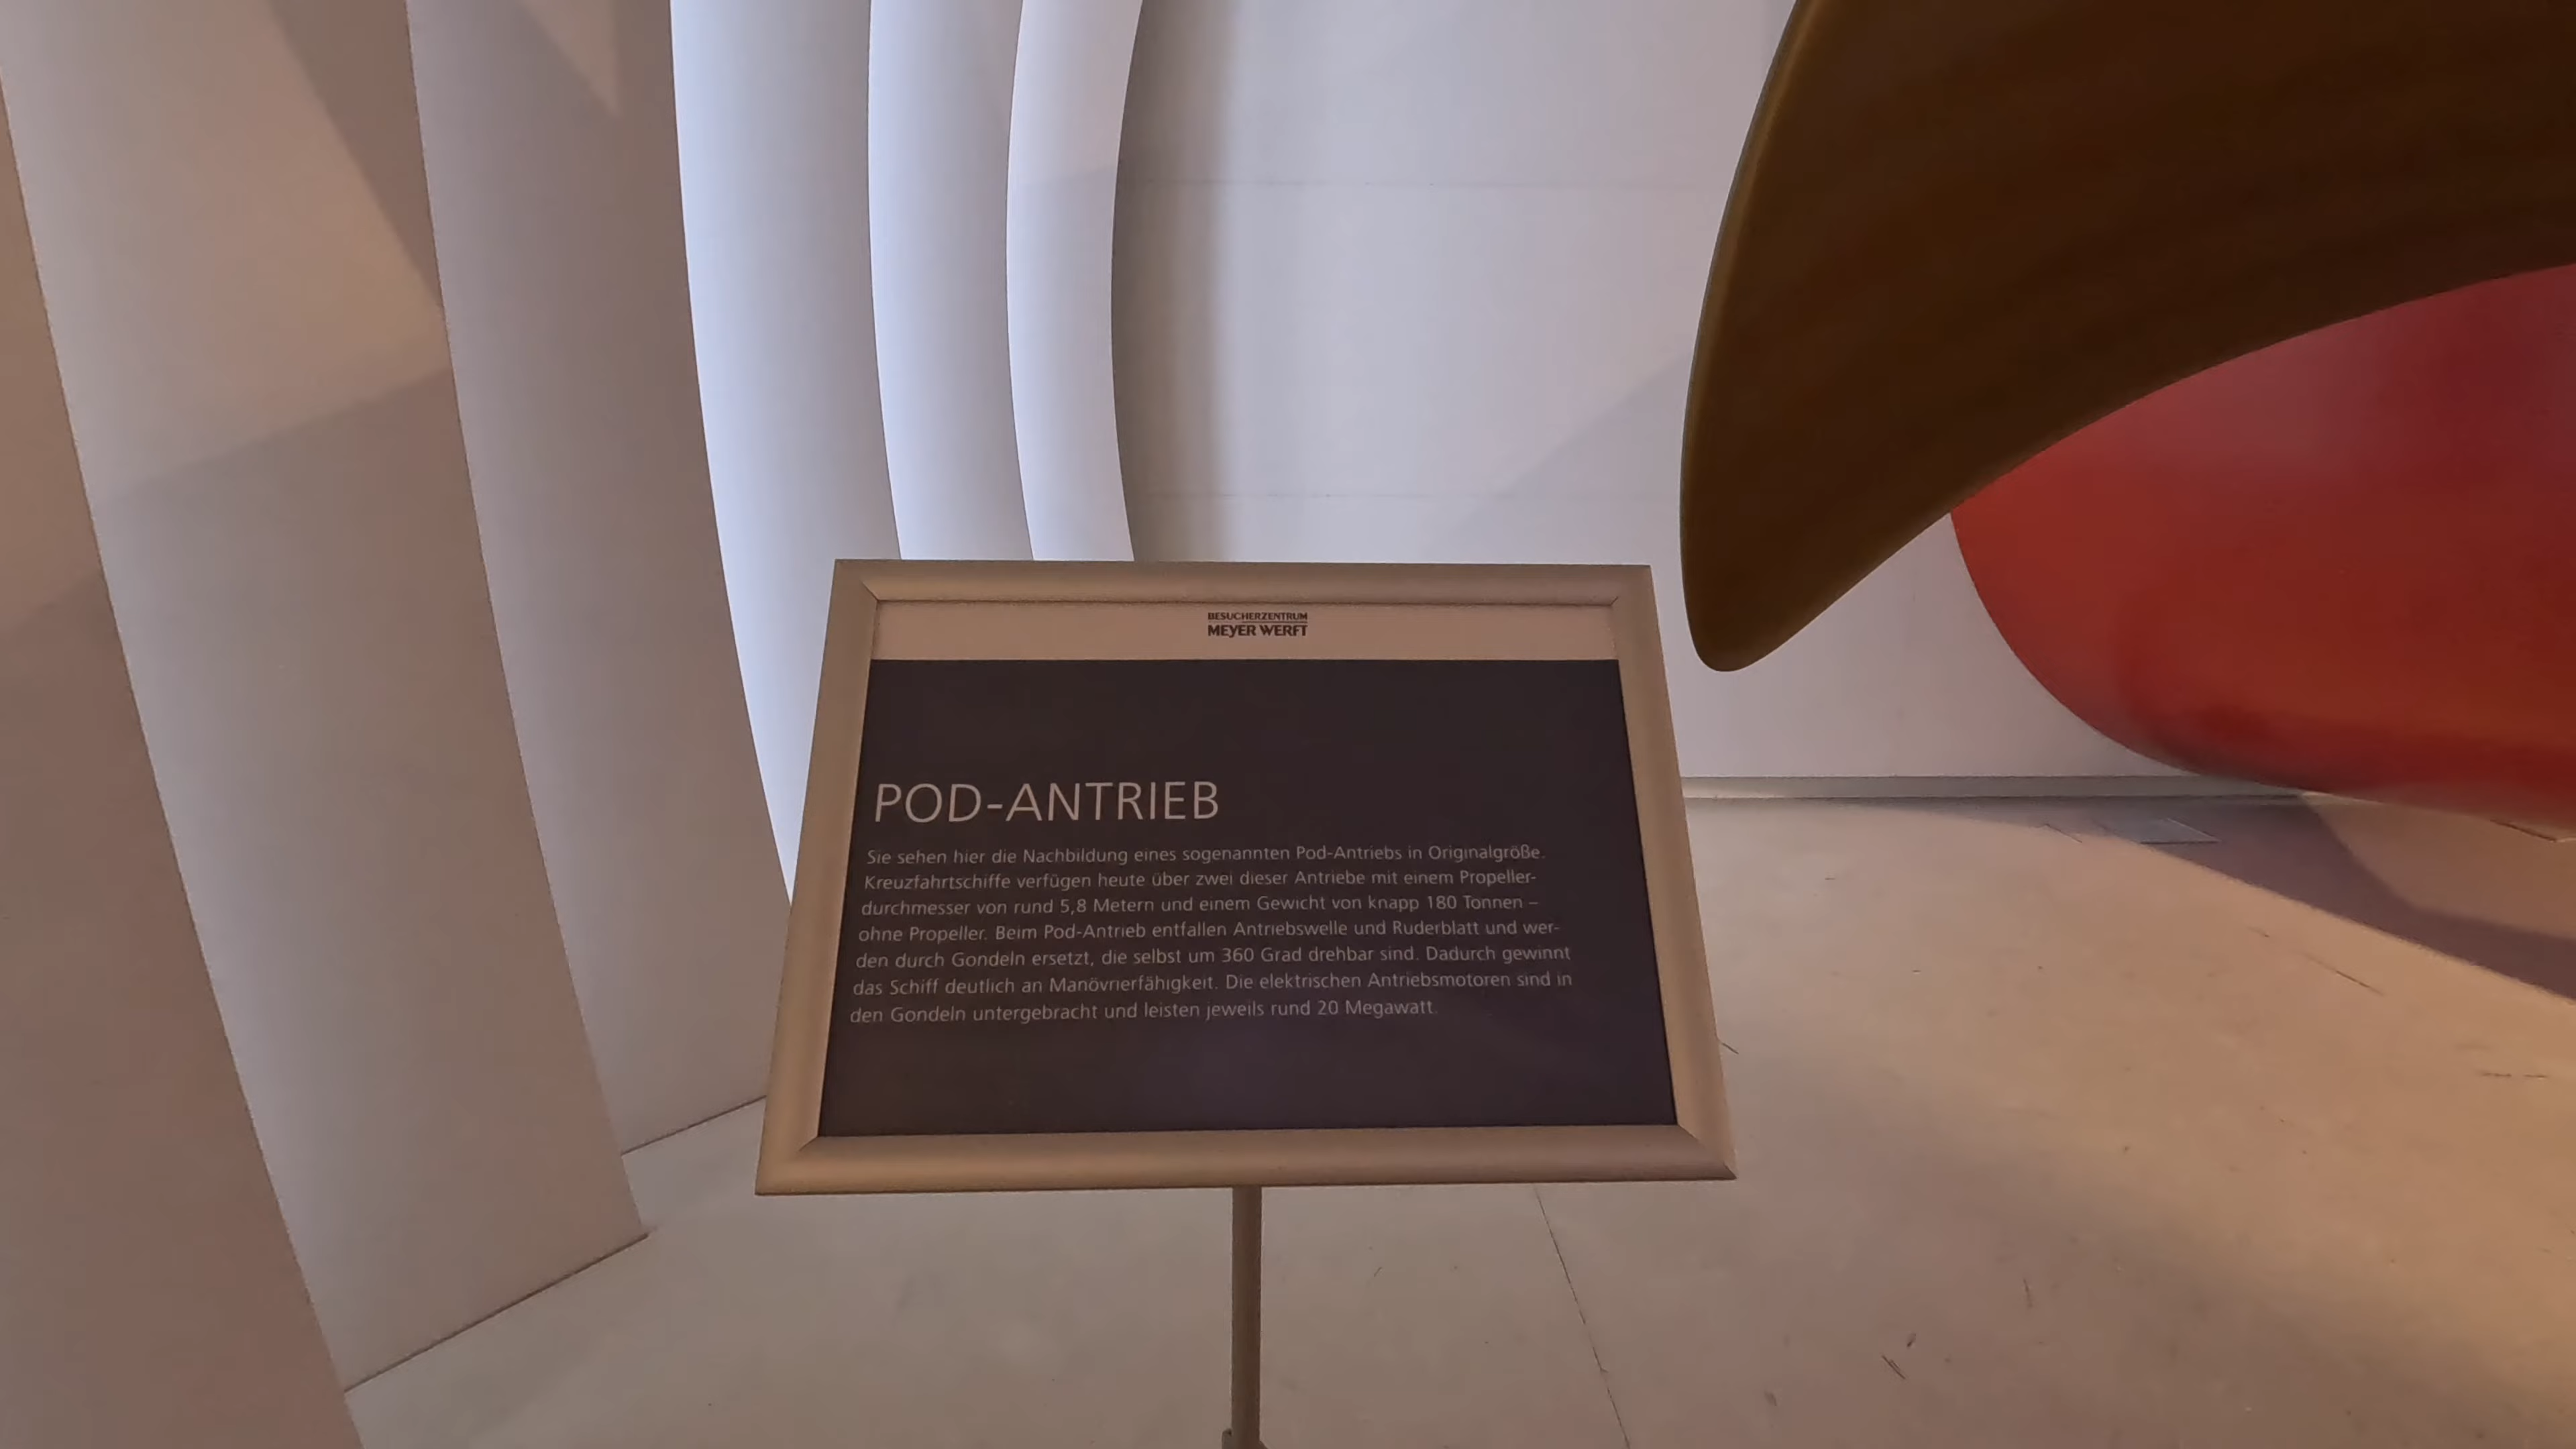 BESUCHERZENTRUM
MEYER WERFT
POD-ANTRIEB
Sie sehen hier die Nachbildung eines sogenannten Pod-Antriebs in Originalgröße.
Kreuzfahrtschiffe verfügen heute über zwei dieser Antriebe mit einem Propeller-
durchmesser von rund 5,8 Metern und einem Gewicht von knapp 180 Tonnen –
ohne Propeller. Beim Pod-Antrieb entfallen Antriebswelle und Ruderblatt und wer-
den durch Gondeln ersetzt, die selbst um 360 Grad drehbar sind. Dadurch gewinnt
das Schiff deutlich an Manövrierfähigkeit. Die elektrischen Antriebsmotoren sind in
den Gondeln untergebracht und leisten jeweils rund 20 Megawatt.